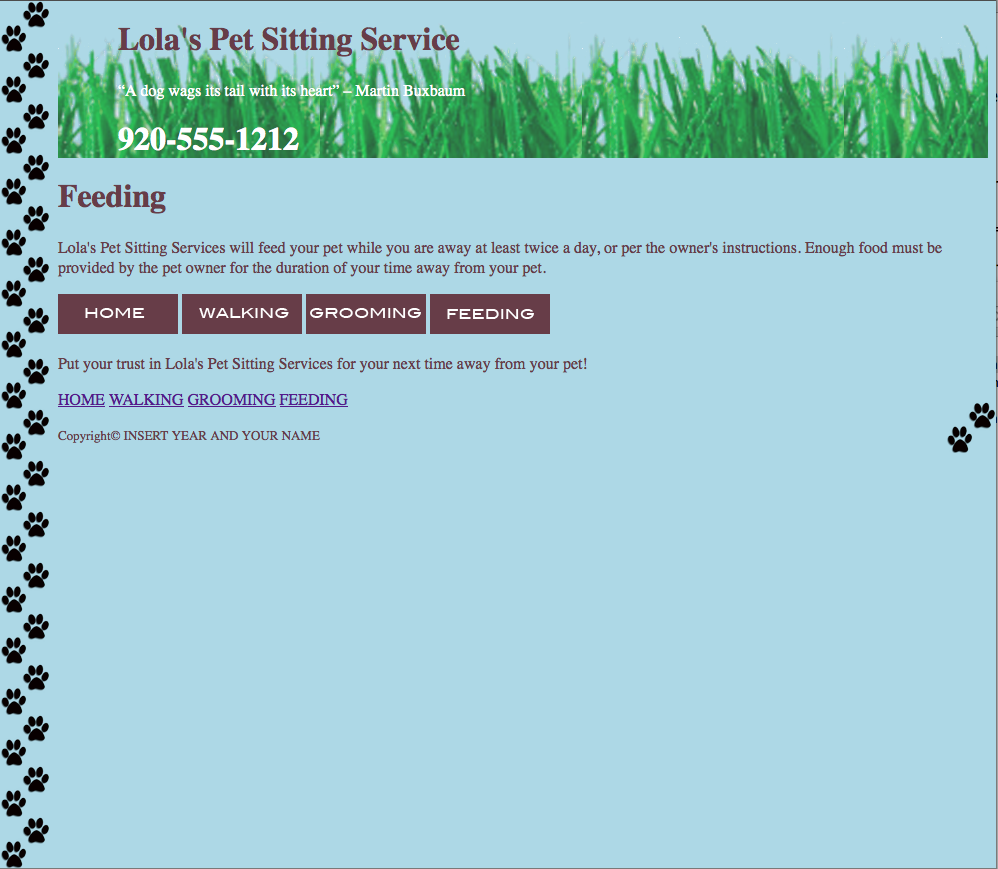 Lola's Pet Sitting Service
“A dog wags its tail with its heart” – Martin Buxbaum
920-555-1212
Feeding
Lola's Pet Sitting Services will feed your pet while you are away at least twice a day, or per the owner's instructions. Enough food must be
provided by the pet owner for the duration of your time away from your pet.
HOME WALKING GROOMING FEEDING
Put your trust in Lola's Pet Sitting Services for your next time away from your pet!
HOME WALKING GROOMING FEEDING
Copyright© INSERT YEAR AND YOUR NAME